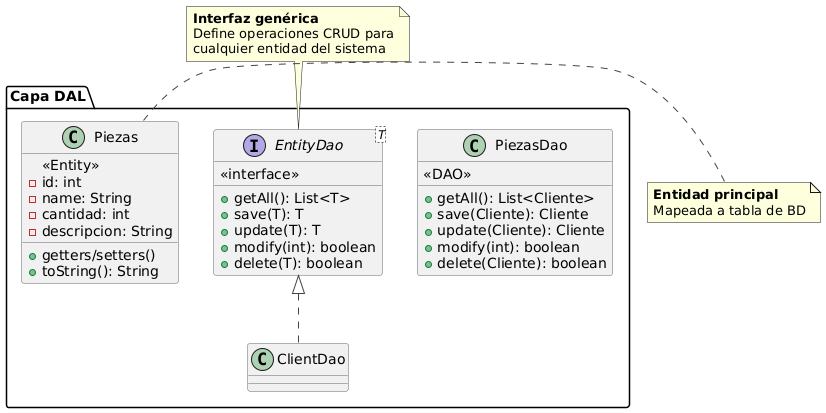 Interfaz genérica
Define operaciones CRUD para
cualquier entidad del sistema
Capa DAL
C Piezas
«Entity»
id: int
name: String
cantidad: int
descripcion: String
getters/setters()
toString(): String
I EntityDao
T
«interface»
getAll(): List<T>
save(T): T
update(T): T
modify(int): boolean
delete(T): boolean
C PiezasDao
«DAO»
getAll(): List<Cliente>
save(Cliente): Cliente
update(Cliente): Cliente
modify(int): boolean
delete(Cliente): boolean
Entidad principal
Mapeada a tabla de BD
C ClientDao